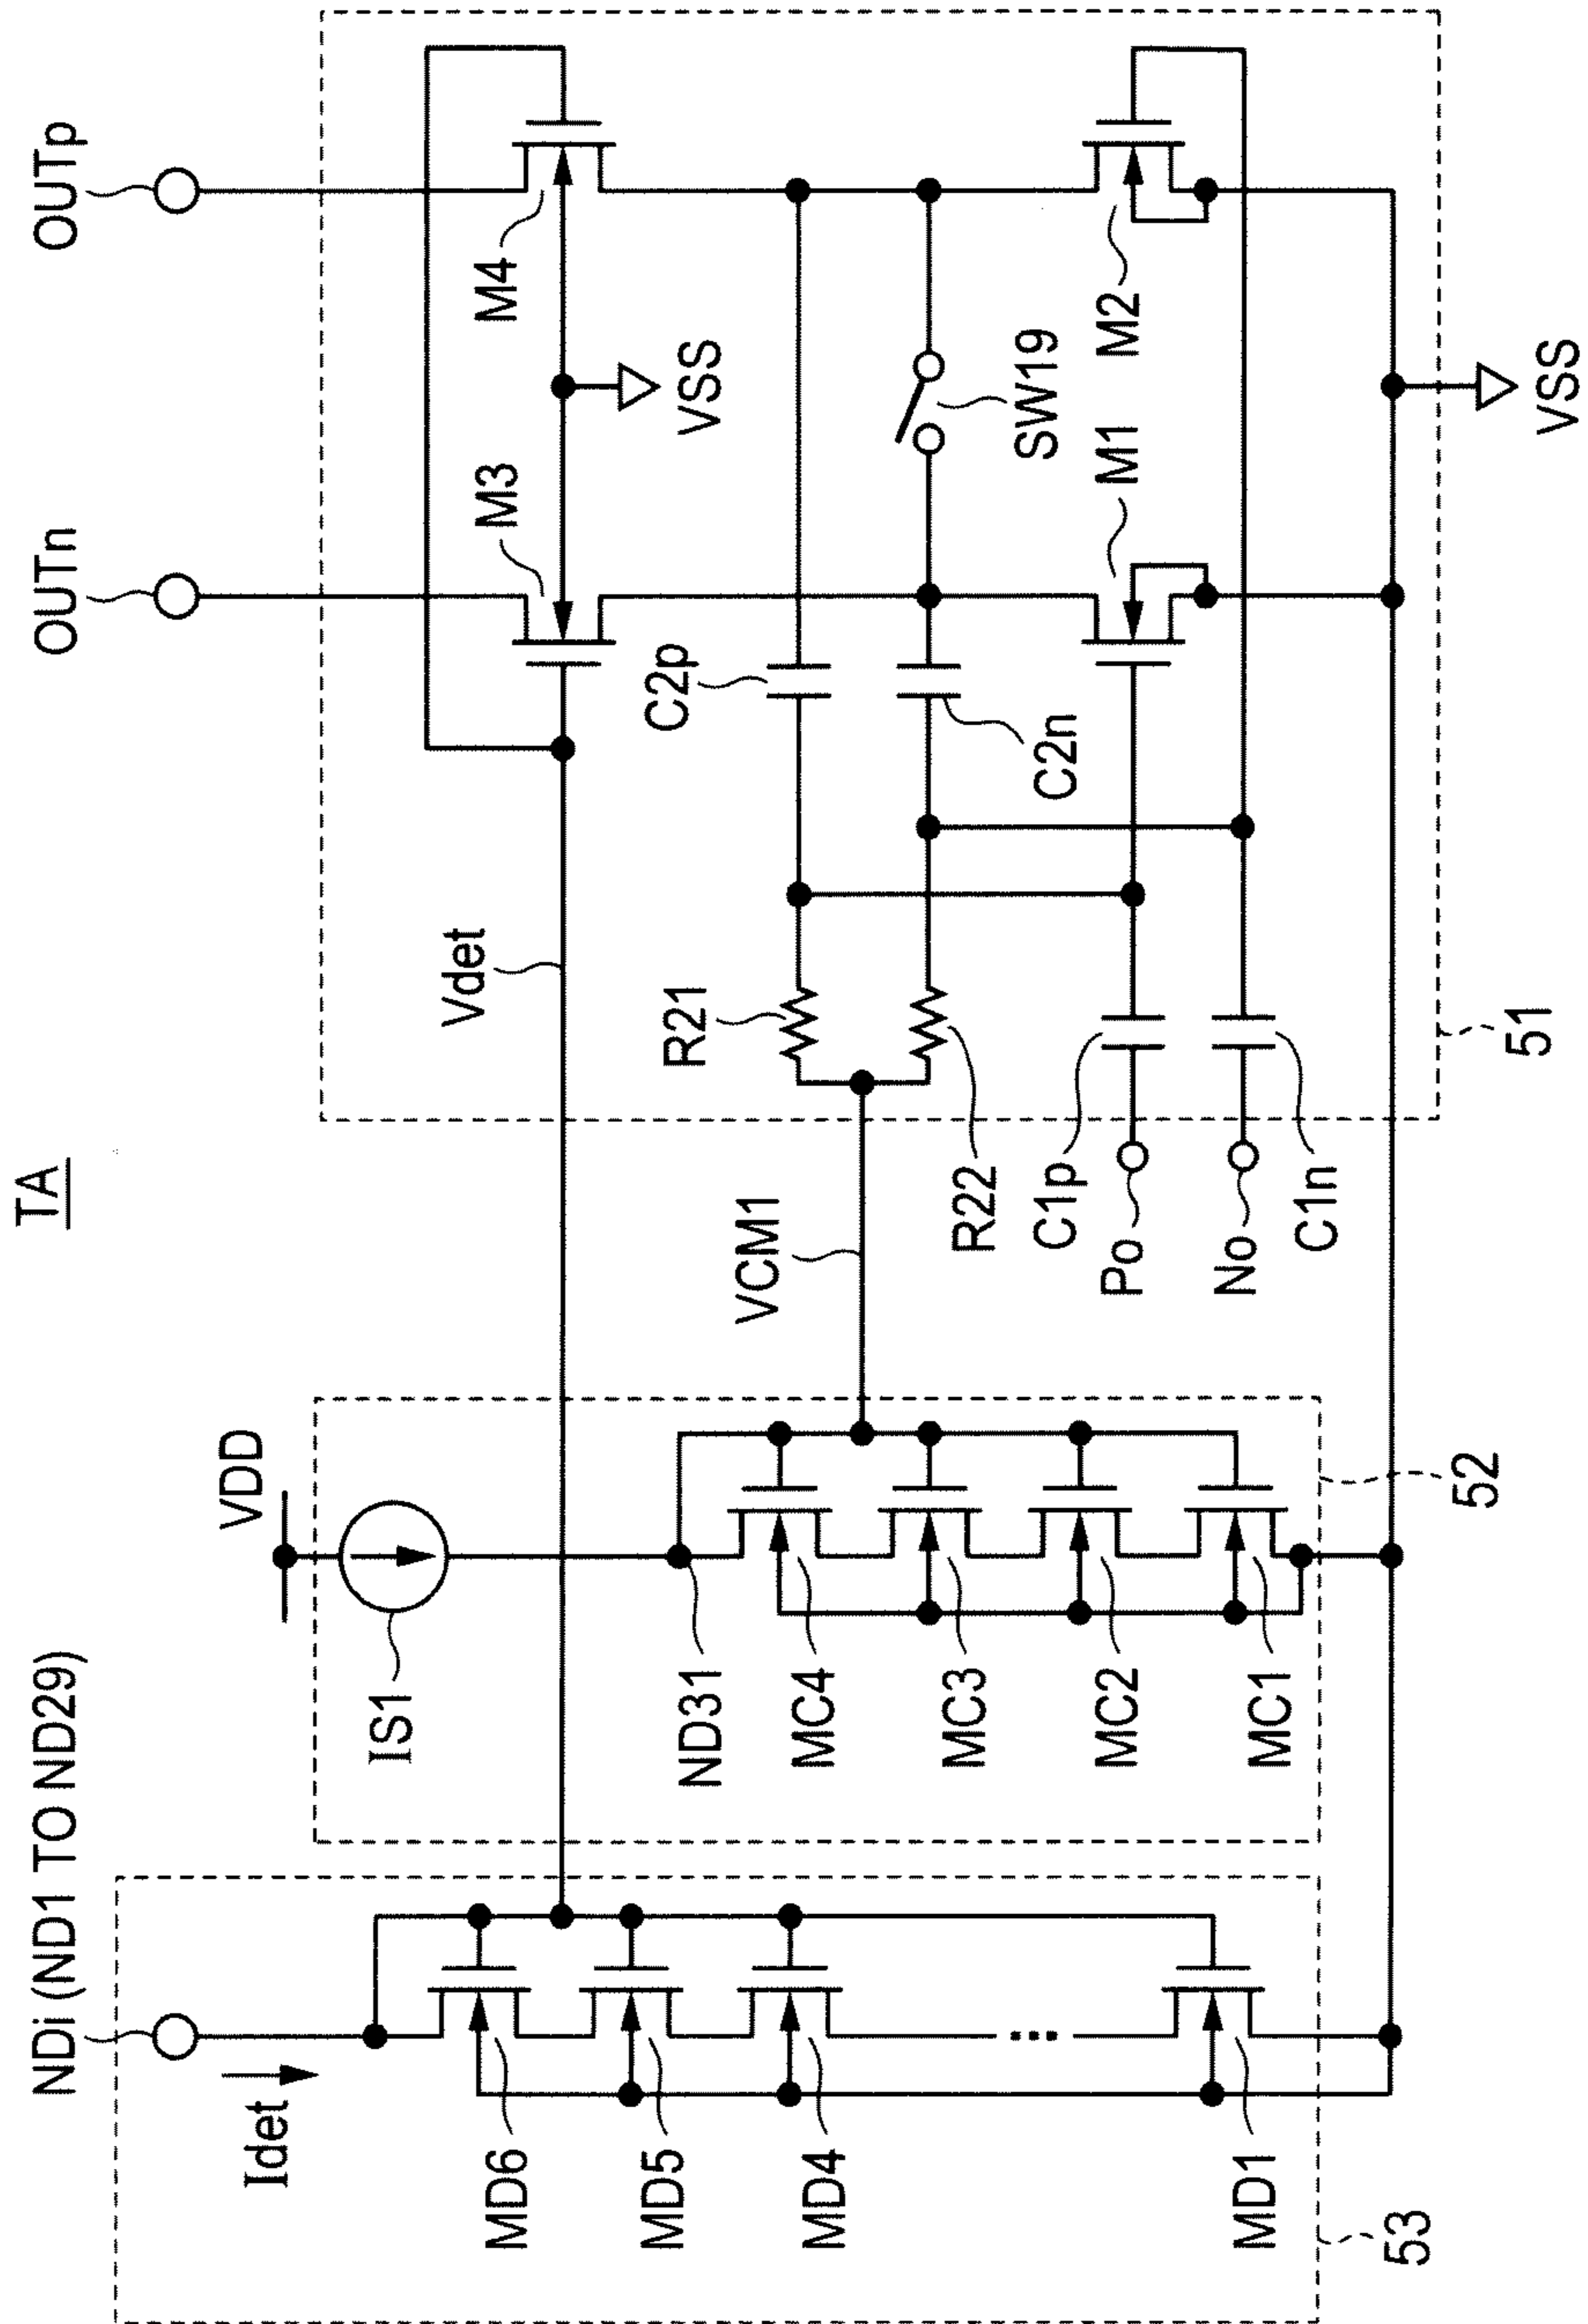 TA
NDi (ND1 TO ND29)
Idet
MD6
MD5
MD4
MD1
53
VDD
IS1
ND31
MC4
MC3
MC2
MC1
52
Vdet
VCM1
R21
R22
C1p
Po
No
C1n
C2p
C2n
OUTn
OUTp
M3
M4
VSS
SW19
M1
M2
VSS
51